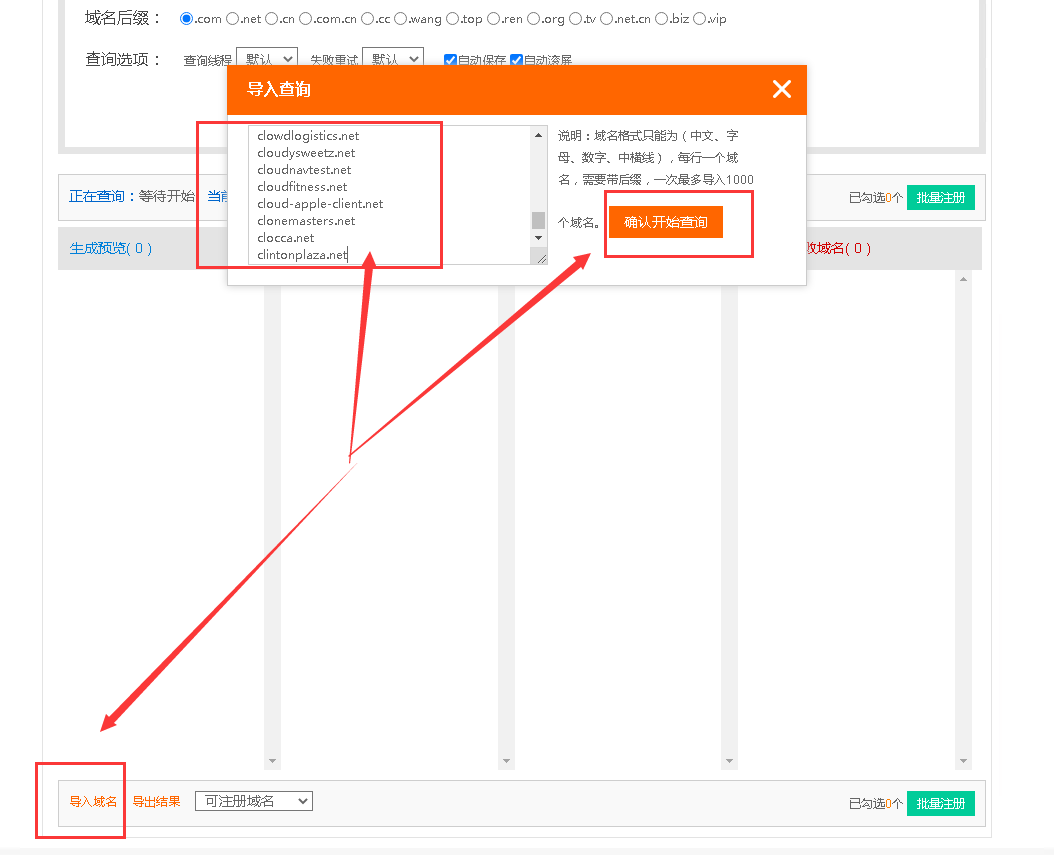 域名后缀：
.com .net .cn .com.cn .cc .wang .top .ren .org .tv .net.cn .biz .vip
查询选项： 查询线程 默认 失败重试 默认 自动保存 自动滚屏
导入查询
clowdlogistics.net
cloudysweetz.net
cloudnavtest.net
cloudfitness.net
cloud-apple-client.net
clonemasters.net
clocca.net
clintonplaza.net
说明：域名格式只能为（中文、字
母、数字、中横线），每行一个域
名，需要带后缀，一次最多导入1000
个域名。 确认开始查询
正在查询：等待开始 当前
已勾选0个 批量注册
生成预览( 0 )
败域名( 0 )
导入域名 导出结果 可注册域名
已勾选0个 批量注册